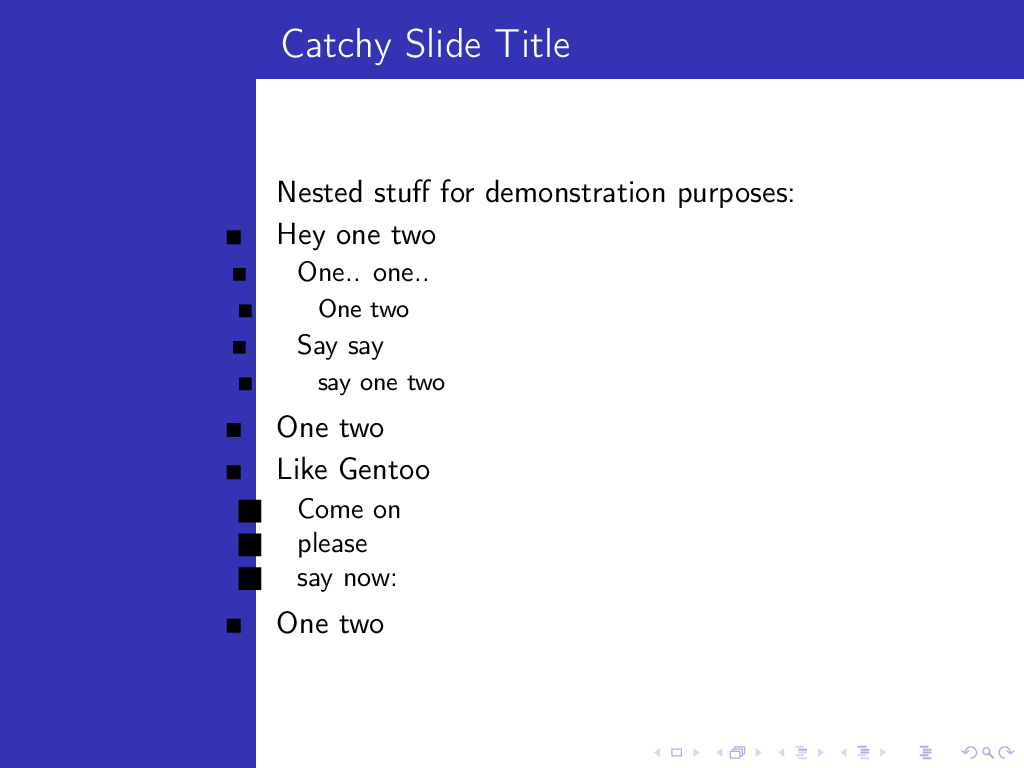 Catchy Slide Title
Nested stuff for demonstration purposes:
Hey one two
One.. one..
One two
Say say
say one two
One two
Like Gentoo
Come on
please
say now:
One two